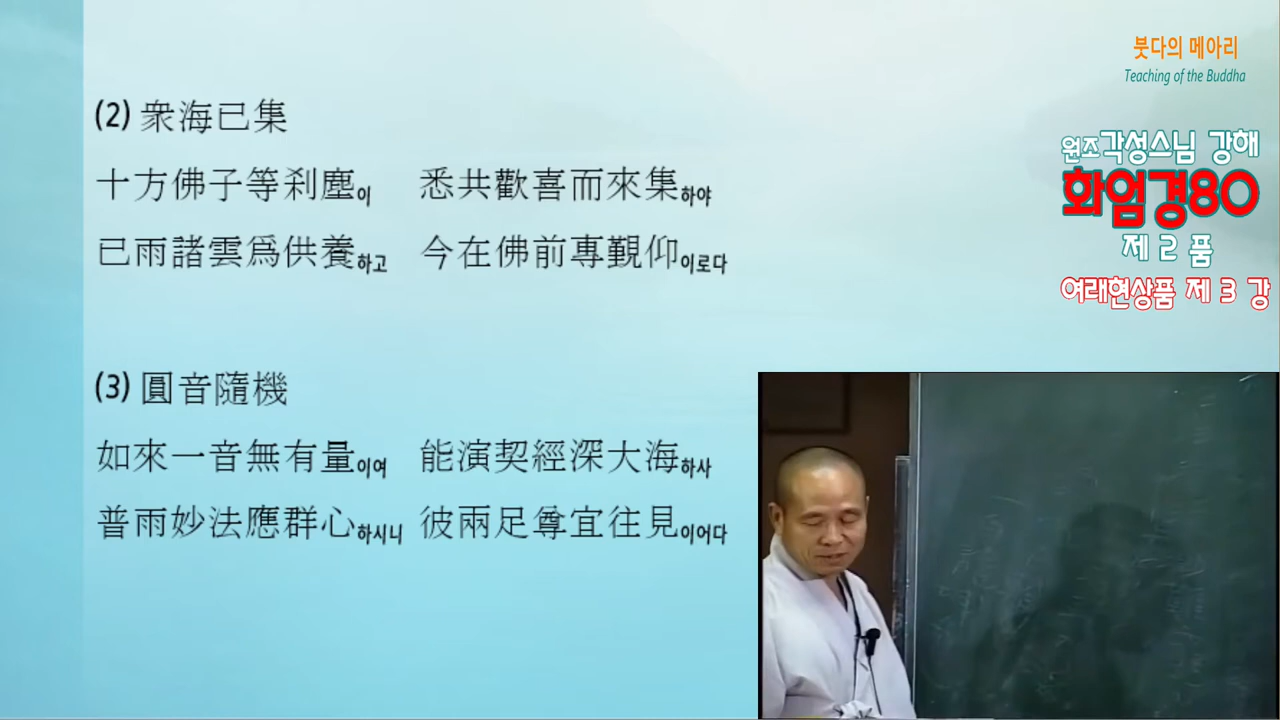 (2) 衆海已集
十方佛子等刹塵이 悉共歡喜而來集하야
已雨諸雲爲供養하고 今在佛前專覲仰이로다
(3) 圓音隨機
如來一音無有量이여 能演契經深大海하사
普雨妙法應群心하시니 彼兩足尊宜往見이어다
붓다의 메아리
Teaching of the Buddha
원조각성스님 강해
화엄경80
제 2 품
여래현상품 제 3 강